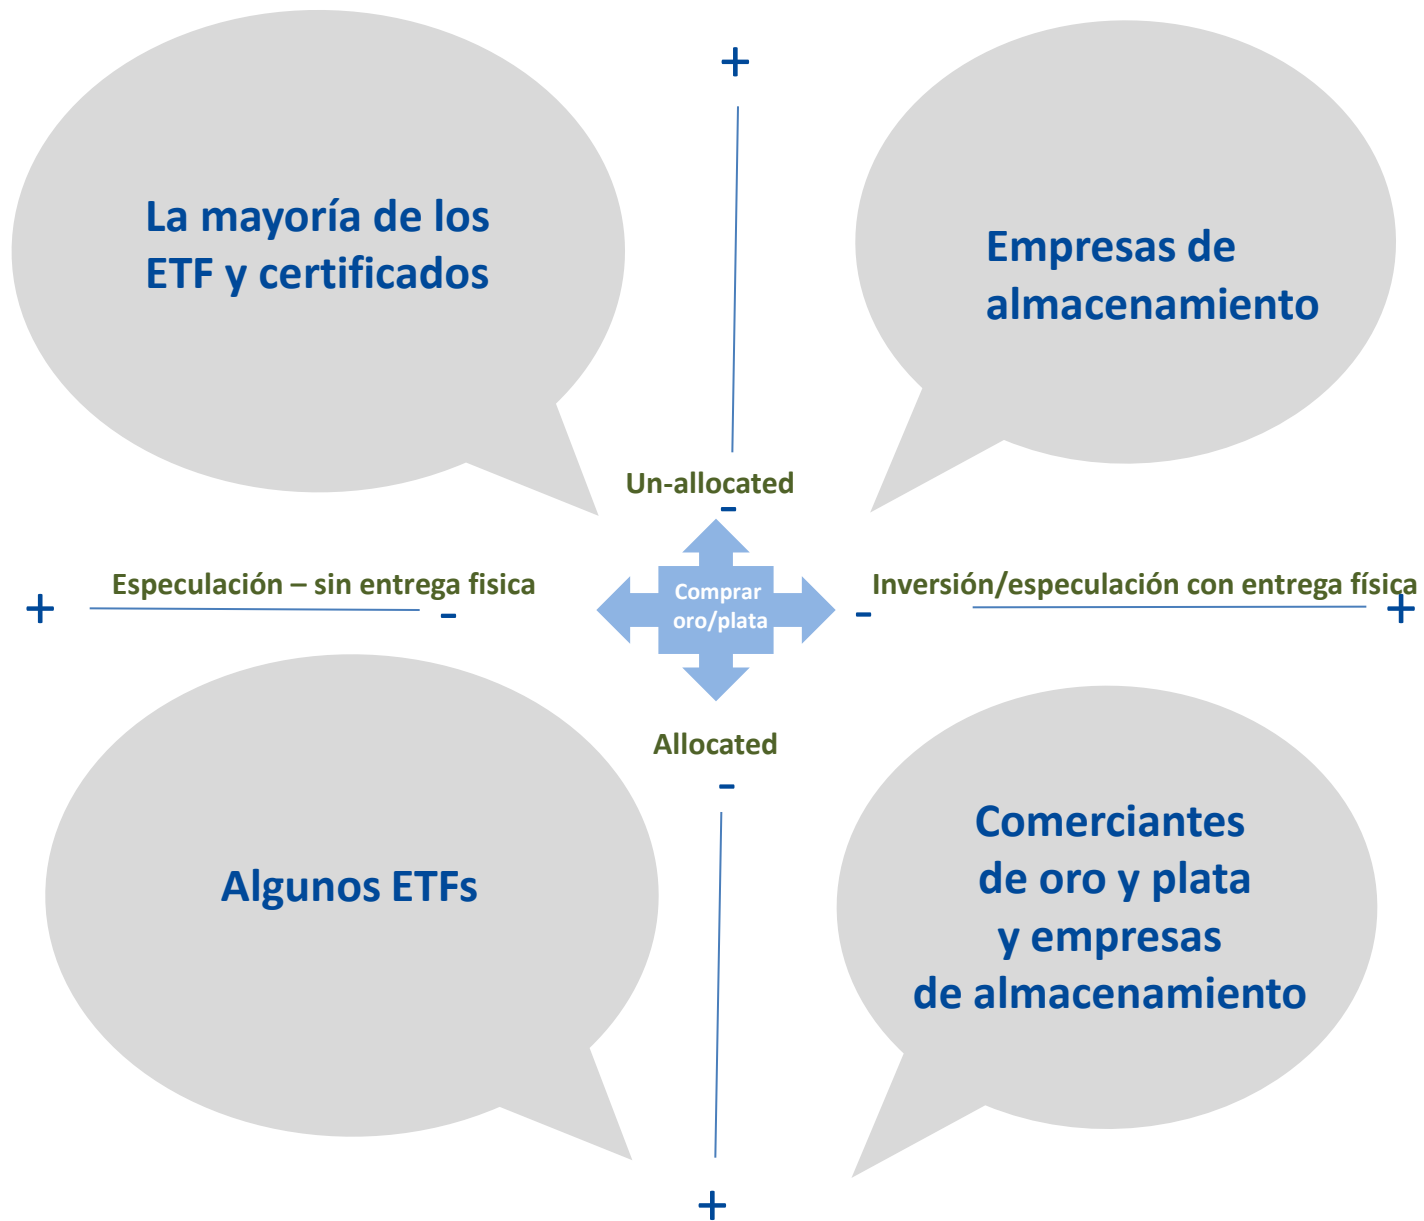 +
La mayoría de los
ETF y certificados
Empresas de
almacenamiento
Un-allocated
-
Especulación – sin entrega fisica
+
-
Comprar
oro/plata
Inversión/especulación con entrega física
-
+
Allocated
-
Algunos ETFs
Comerciantes
de oro y plata
y empresas
de almacenamiento
+